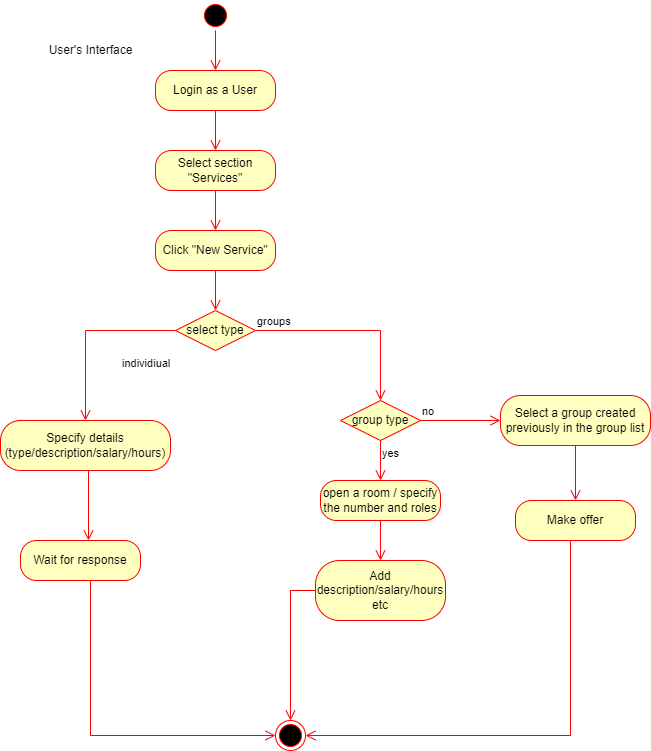 User's Interface
Login as a User
Select section
"Services"
Click "New Service"
select type
groups
individiual
group type
no
yes
Select a group created
previously in the group list
Specify details
(type/description/salary/hours)
open a room / specify
the number and roles
Make offer
Wait for response
Add
description/salary/hours
etc